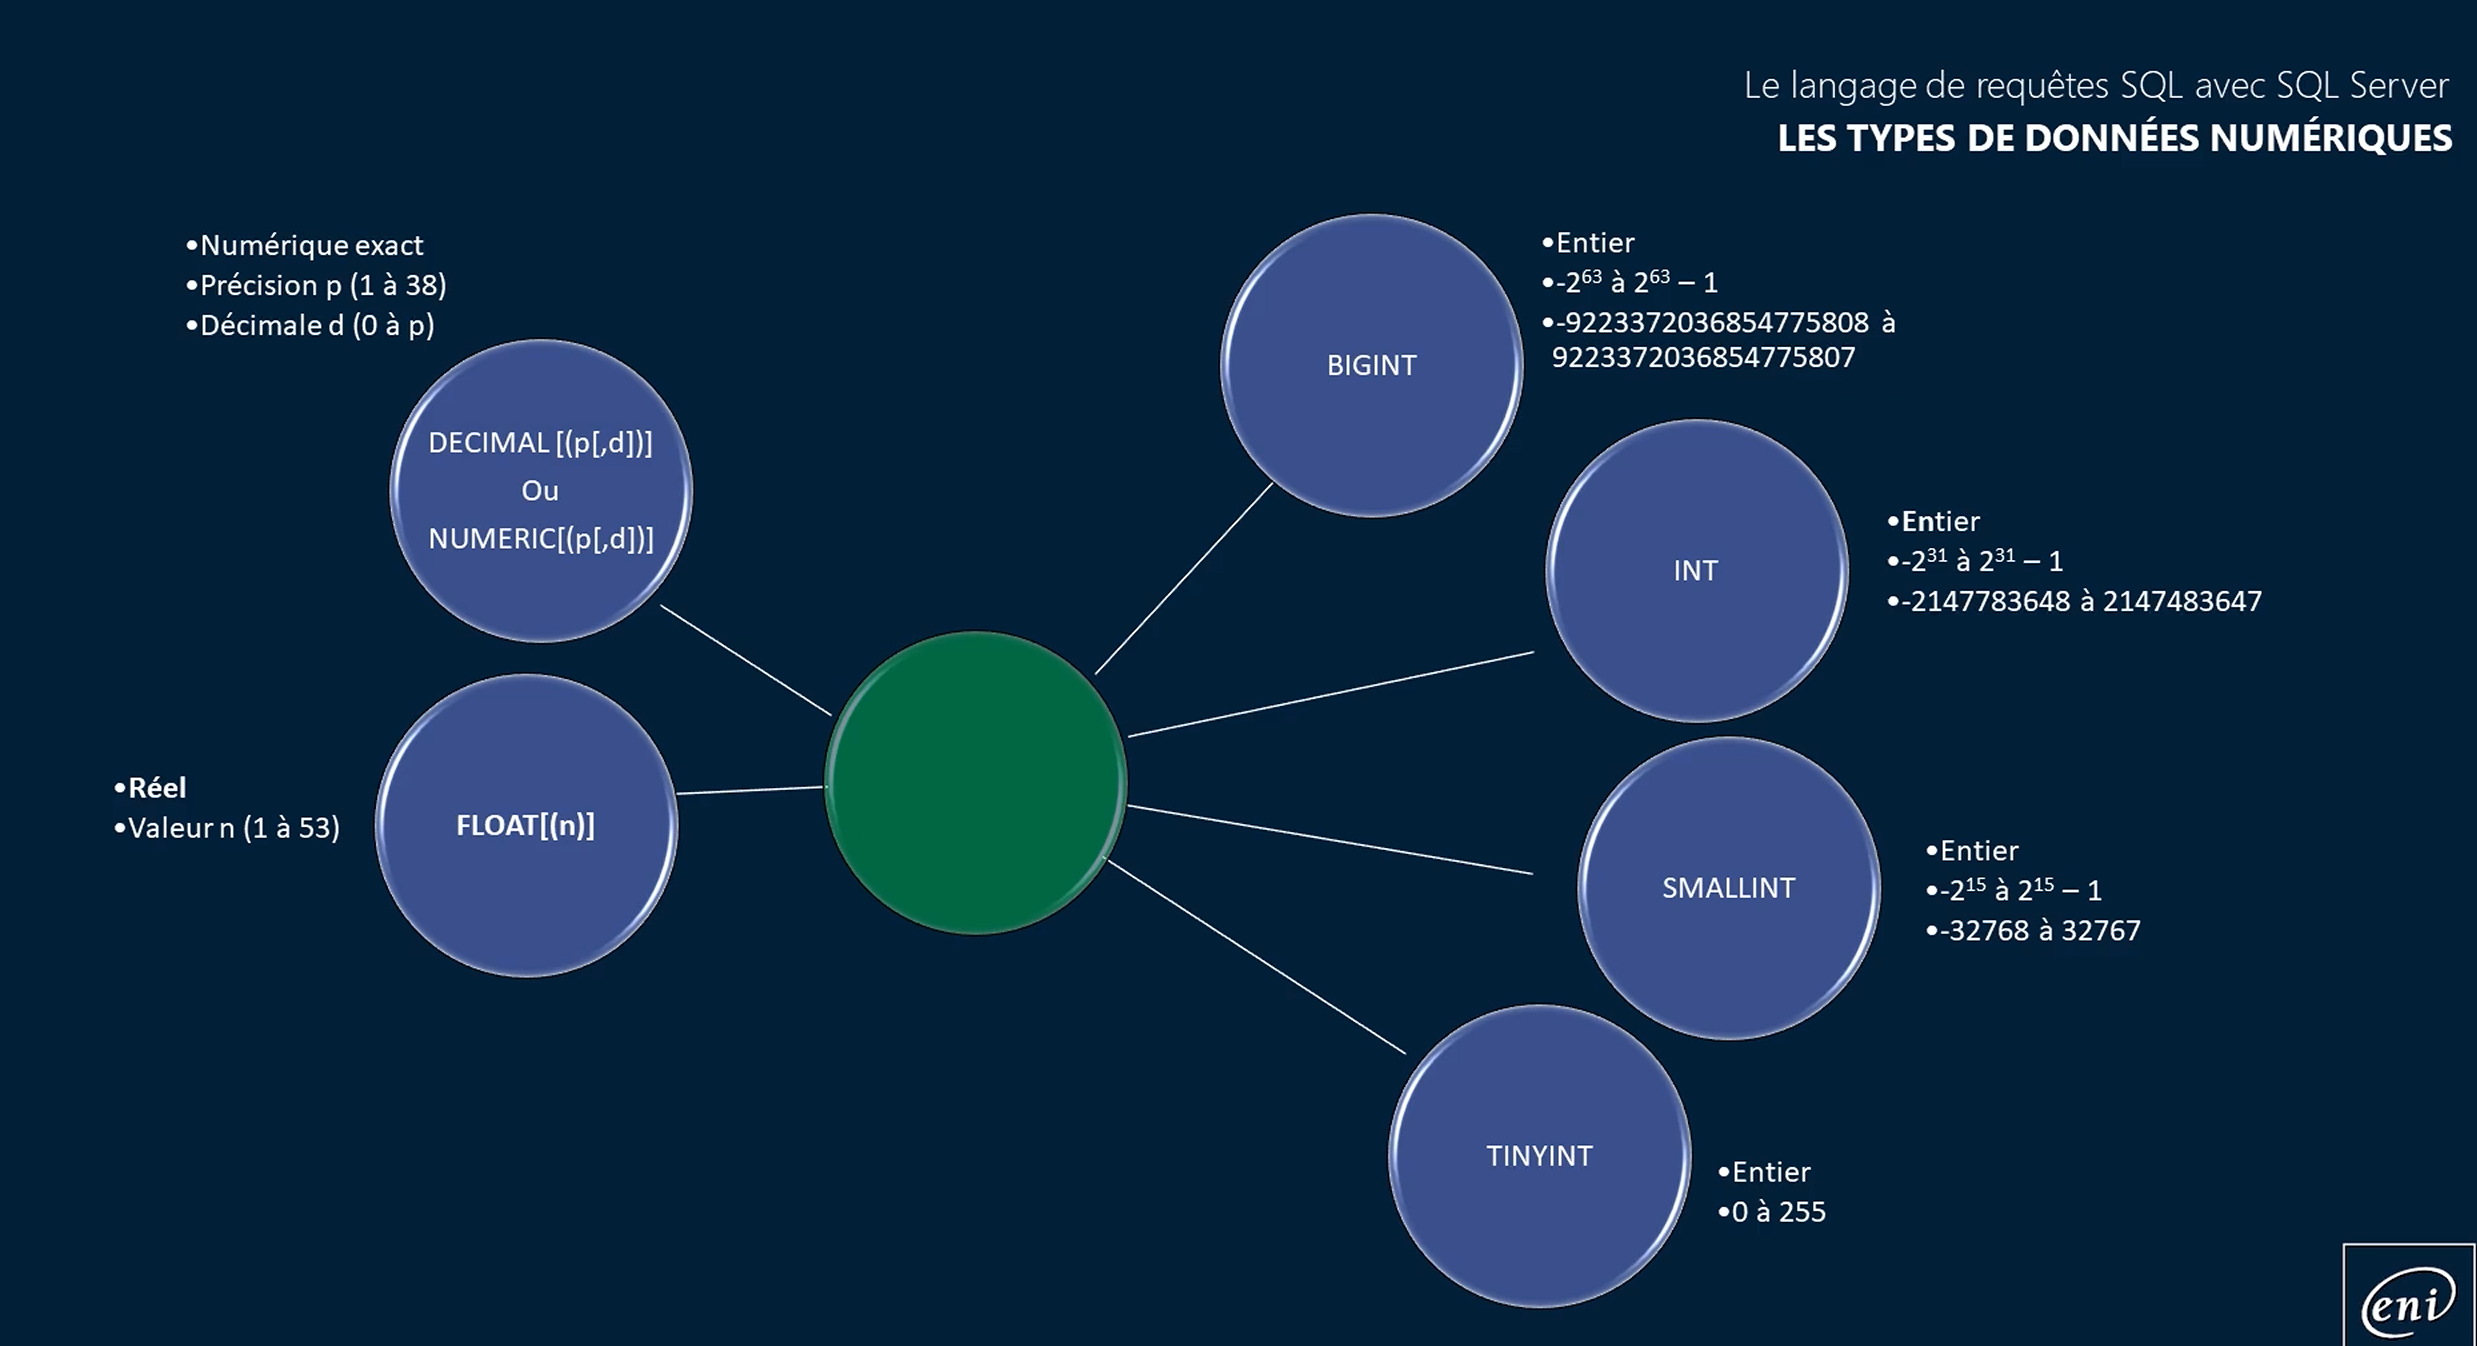 Le langage de requêtes SQL avec SQL Server
LES TYPES DE DONNÉES NUMÉRIQUES
•Numérique exact
•Précision p (1 à 38)
•Décimale d (0 à p)
DECIMAL [(p[,d])]
Ou
NUMERIC[(p[,d])]
•Réel
•Valeur n (1 à 53)
FLOAT[(n)]
BIGINT
•Entier
•-2⁶³ à 2⁶³ – 1
•-9223372036854775808 à
9223372036854775807
INT
•Entier
•-2³¹ à 2³¹ – 1
•-2147783648 à 2147483647
SMALLINT
•Entier
•-2¹⁵ à 2¹⁵ – 1
•-32768 à 32767
TINYINT
•Entier
•0 à 255
eni